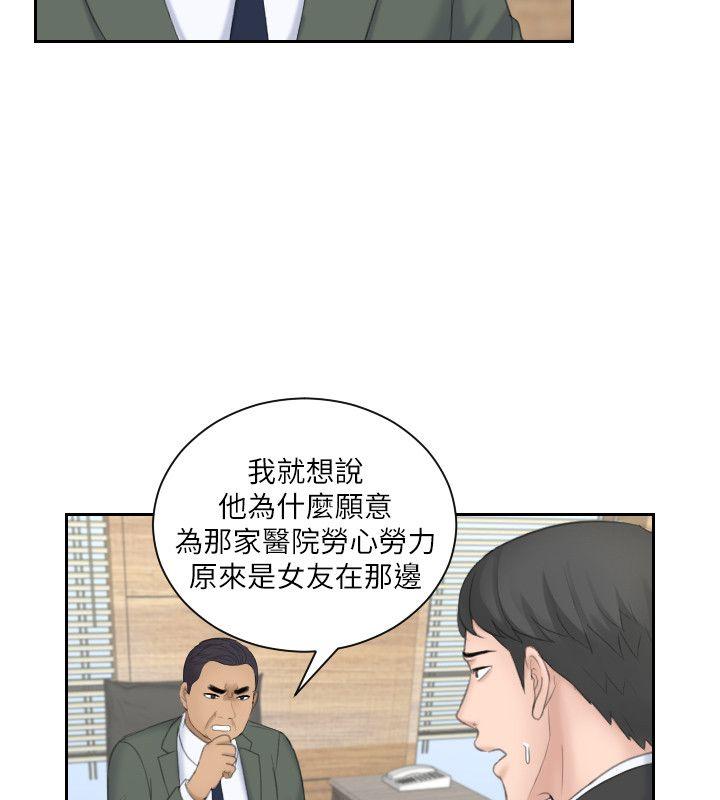 我就想說
他為什麼願意
為那家醫院勞心勞力
原來是女友在那邊